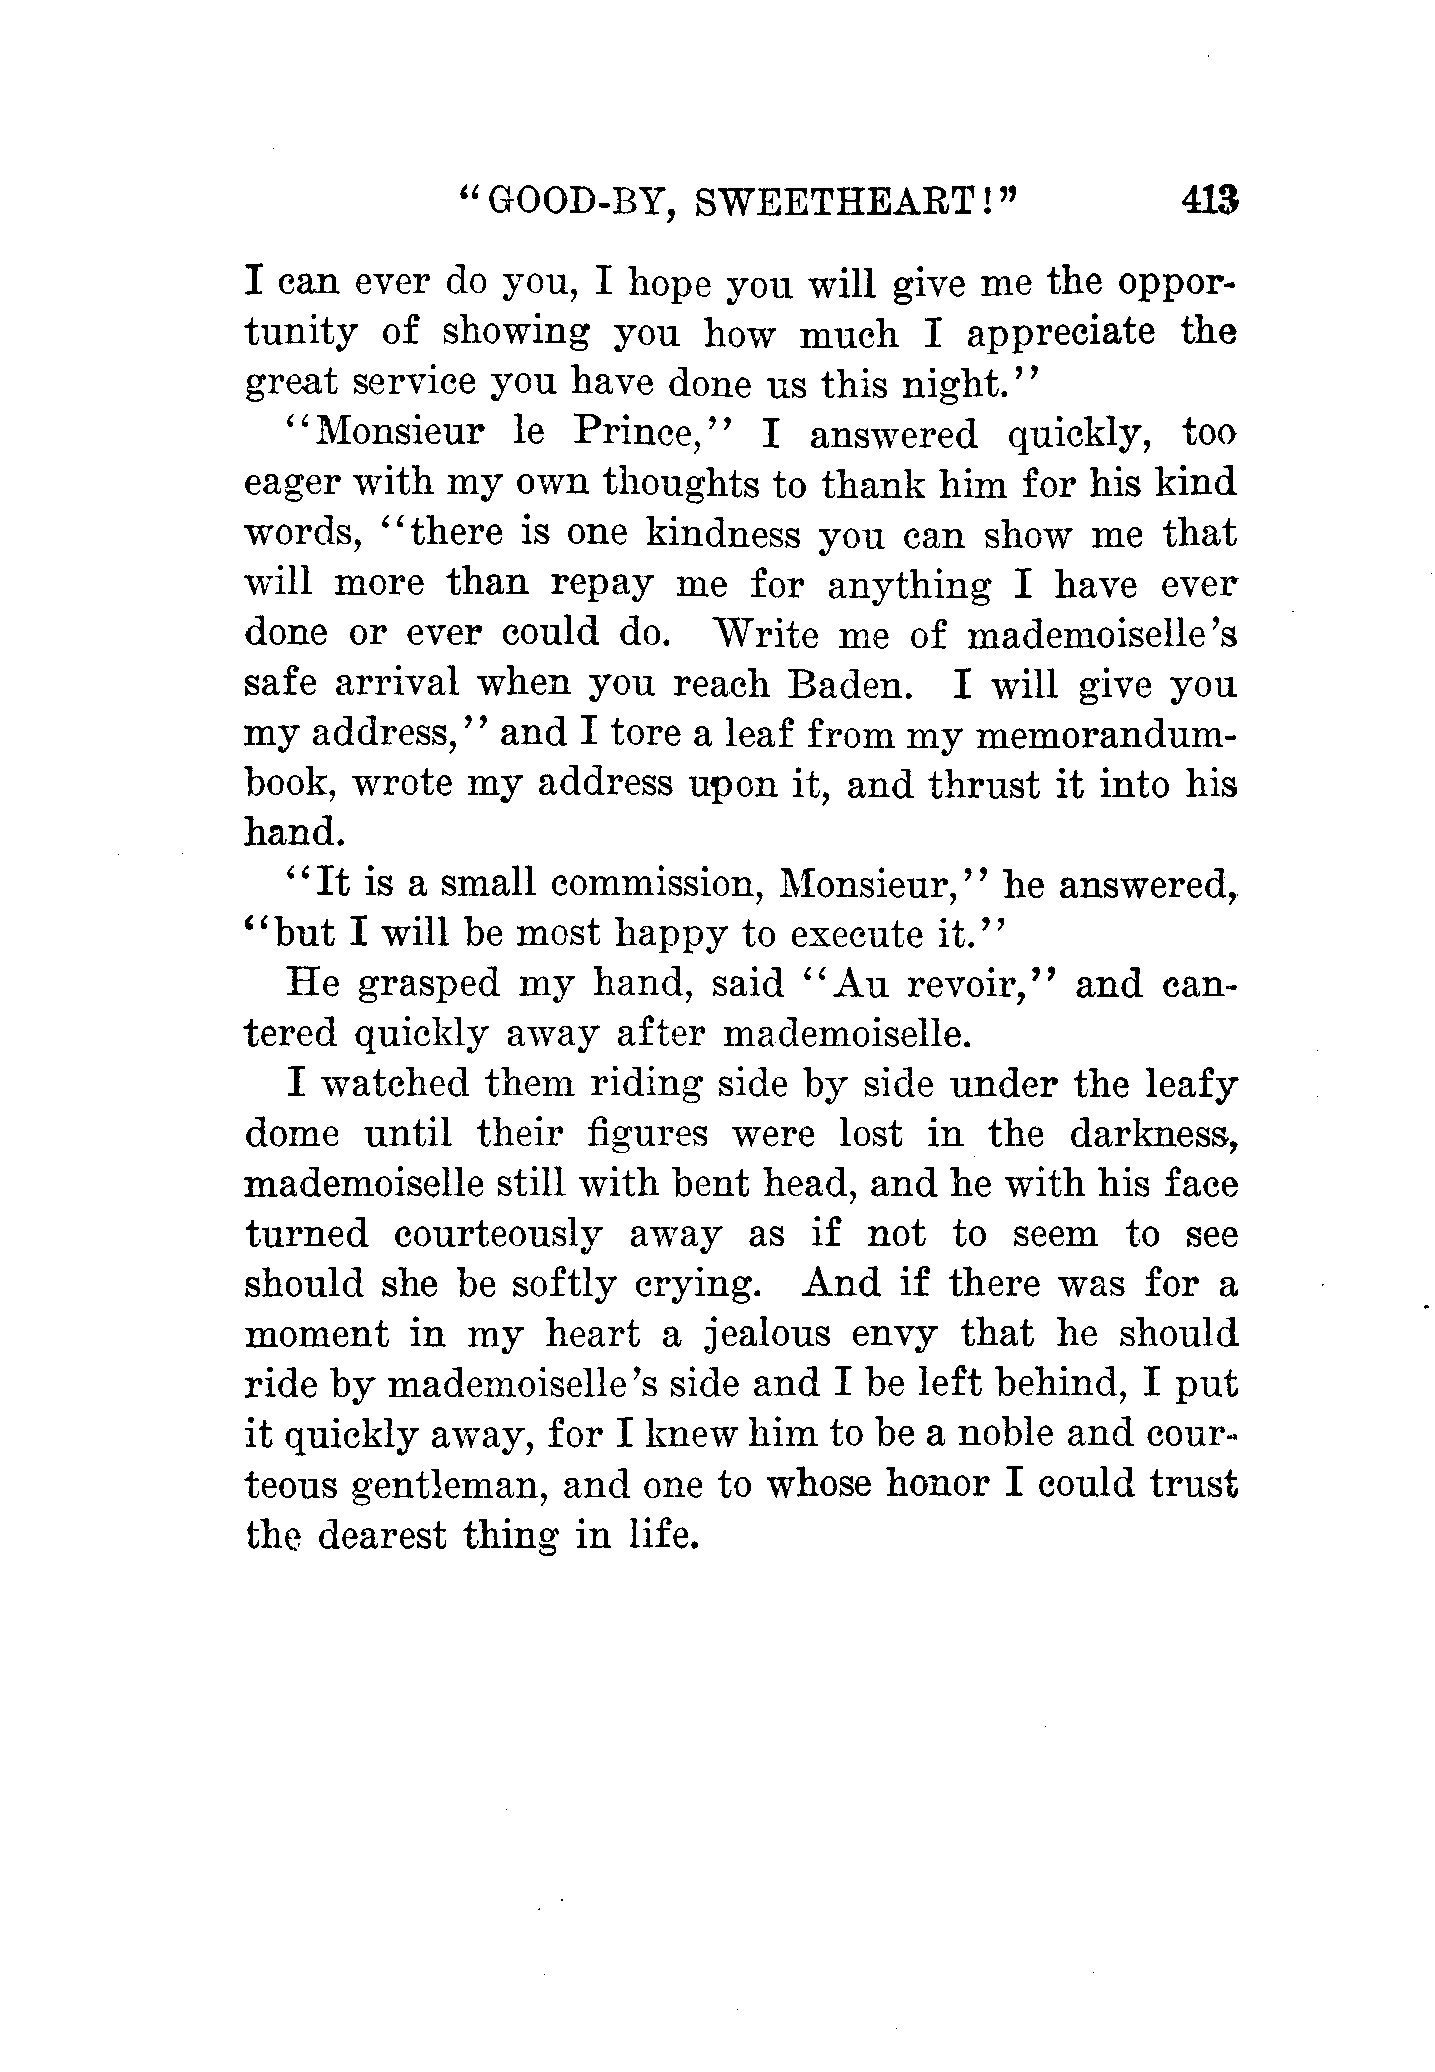 "GOOD-BY, SWEETHEART!" 413
I can ever do you, I hope you will give me the oppor-
tunity of showing you how much I appreciate the
great service you have done us this night."
"Monsieur le Prince," I answered quickly, too
eager with my own thoughts to thank him for his kind
words, "there is one kindness you can show me that
will more than repay me for anything I have ever
done or ever could do. Write me of mademoiselle's
safe arrival when you reach Baden. I will give you
my address," and I tore a leaf from my memorandum-
book, wrote my address upon it, and thrust it into his
hand.
"It is a small commission, Monsieur," he answered,
"but I will be most happy to execute it."
He grasped my hand, said "Au revoir," and can-
tered quickly away after mademoiselle.
I watched them riding side by side under the leafy
dome until their figures were lost in the darkness,
mademoiselle still with bent head, and he with his face
turned courteously away as if not to seem to see
should she be softly crying. And if there was for a
moment in my heart a jealous envy that he should
ride by mademoiselle's side and I be left behind, I put
it quickly away, for I knew him to be a noble and cour-
teous gentleman, and one to whose honor I could trust
the dearest thing in life.